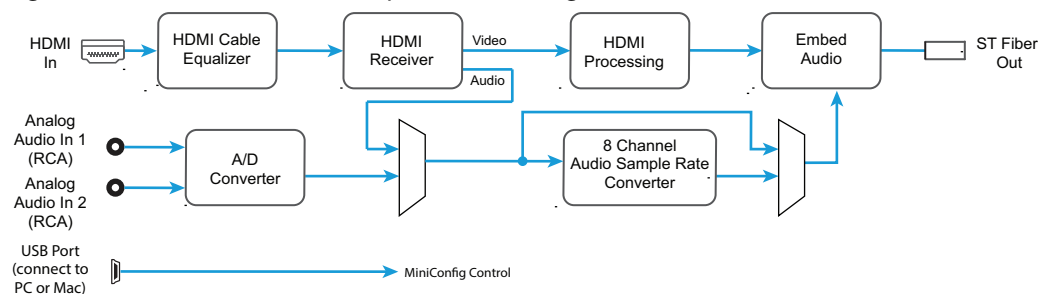 HDMI
In
HDMI Cable
Equalizer
HDMI
Receiver
Video
Audio
HDMI
Processing
Embed
Audio
ST Fiber
Out
Analog
Audio In 1
(RCA)
Analog
Audio In 2
(RCA)
A/D
Converter
8 Channel
Audio Sample Rate
Converter
USB Port
(connect to
PC or Mac)
MiniConfig Control